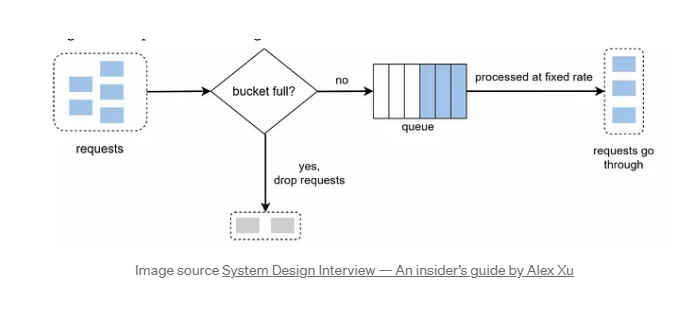 bucket full?
no
processed at fixed rate
queue
requests
requests go
through
yes,
drop requests
Image source System Design Interview — An insider's guide by Alex Xu